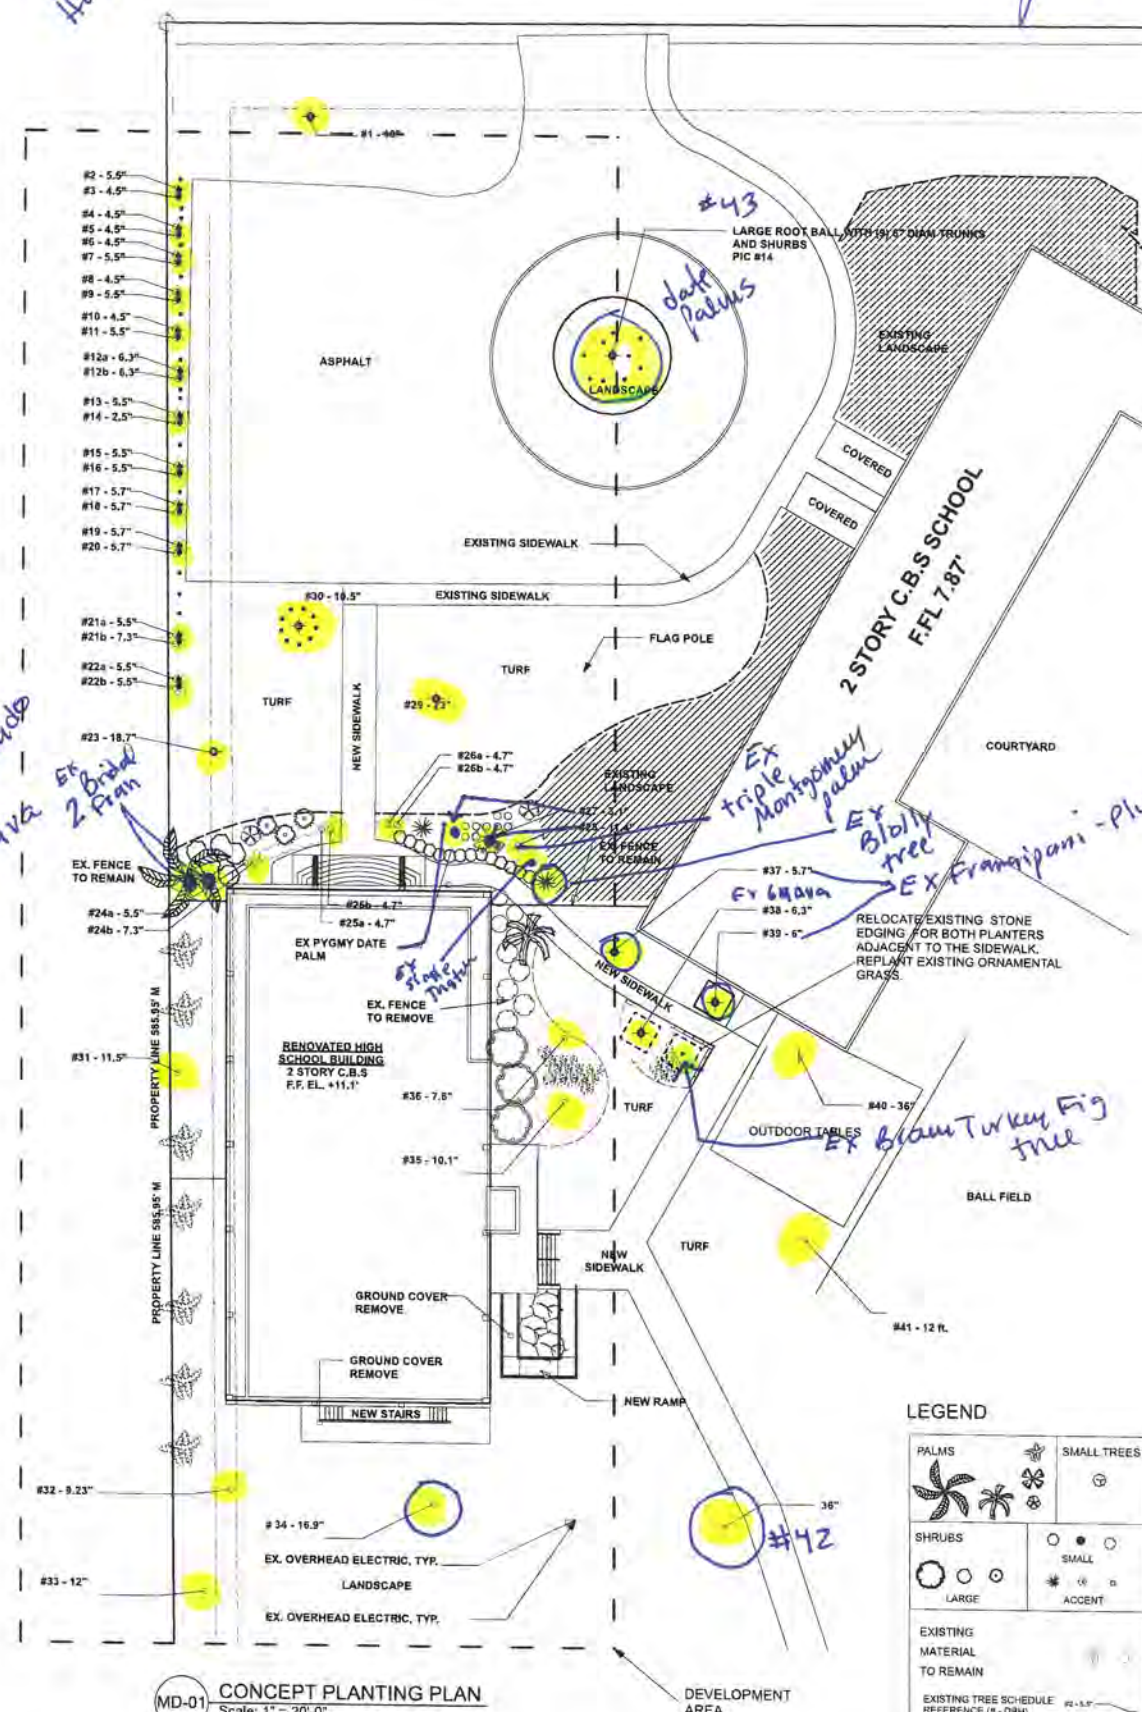 #1 - 10"
#2 - 5.5"
#3 - 4.5"
#4 - 4.5"
#5 - 4.5"
#6 - 4.5"
#7 - 5.5"
#8 - 4.5"
#9 - 5.5"
#10 - 4.5"
#11 - 5.5"
#12a - 6.3"
#12b - 6.3"
#13 - 5.5"
#14 - 2.5"
#15 - 5.5"
#16 - 5.5"
#17 - 5.7"
#18 - 5.7"
#19 - 5.7"
#20 - 5.7"
#21a - 5.5"
#21b - 7.3"
#22a - 5.5"
#22b - 5.5"
#23 - 18.7"
#43
LARGE ROOT BALL WITH (9) 6" DIAM TRUNKS
AND SHURBS
PIC #14
date
palms
LANDSCAPE
ASPHALT
EXISTING
LANDSCAPE
COVERED
COVERED
2 STORY C.B.S SCHOOL
F.FL 7.87'
COURTYARD
EXISTING SIDEWALK
#30 - 10.5"
EXISTING SIDEWALK
FLAG POLE
TURF
TURF
NEW SIDEWALK
#29 - 23"
#26a - 4.7"
#26b - 4.7"
EXISTING
LANDSCAPE
EX FENCE
TO REMAIN
EX
2 Bridal
EX. FENCE
TO REMAIN
#24a - 5.5"
#24b - 7.3"
#25b - 4.7"
#25a - 4.7"
EX PYGMY DATE
PALM
EX
single
EX
triple
Montgomery
palm
EX
Blolly
tree
EX Frangipani -
#37 - 5.7"
Ex Guava
#38 - 6.3"
#39 - 6"
RELOCATE EXISTING STONE
EDGING FOR BOTH PLANTERS
ADJACENT TO THE SIDEWALK.
REPLANT EXISTING ORNAMENTAL
GRASS.
NEW SIDEWALK
EX. FENCE
TO REMOVE
RENOVATED HIGH
SCHOOL BUILDING
2 STORY C.B.S
F.F. EL. +11.1'
PROPERTY LINE 585.95' M
PROPERTY LINE 585.95' M
#31 - 11.5"
#36 - 7.6"
#35 - 10.1"
TURF
#40 - 36"
OUTDOOR TABLES
EX Brown Turkey Fig
tree
BALL FIELD
TURF
NEW
SIDEWALK
#41 - 12 ft.
GROUND COVER
REMOVE
GROUND COVER
REMOVE
NEW STAIRS
NEW RAMP
#32 - 9.23"
#33 - 12"
# 34 - 16.9"
36"
#42
EX. OVERHEAD ELECTRIC, TYP.
LANDSCAPE
EX. OVERHEAD ELECTRIC, TYP.
LEGEND
PALMS
SMALL TREES
SHRUBS
SMALL
LARGE
ACCENT
EXISTING
MATERIAL
TO REMAIN
EXISTING TREE SCHEDULE
REFERENCE (# - DBH)
#2 - 5.5"
MD-01
CONCEPT PLANTING PLAN
Scale: 1" = 20'-0"
DEVELOPMENT
AREA